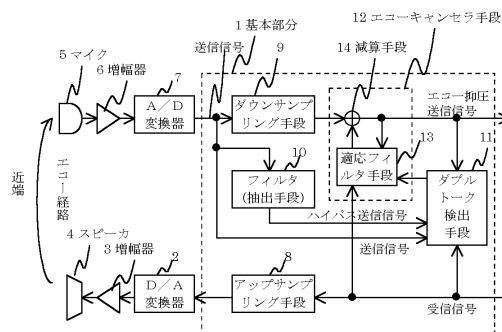 12エコーキャンセラ手段
1基本部分
送信信号
9
14減算手段
5マイク
6増幅器
7
A/D
変換器
ダウンサンプ
リング手段
エコー抑圧
送信信号
13
11
10
適応フィ
ルタ手段
フィルタ
(抽出手段)
ダブル
トーク
検出
手段
近端
エコー経路
ハイパス送信信号
送信信号
4スピーカ
3増幅器
2
D/A
変換器
8
アップサンプ
リング手段
受信信号